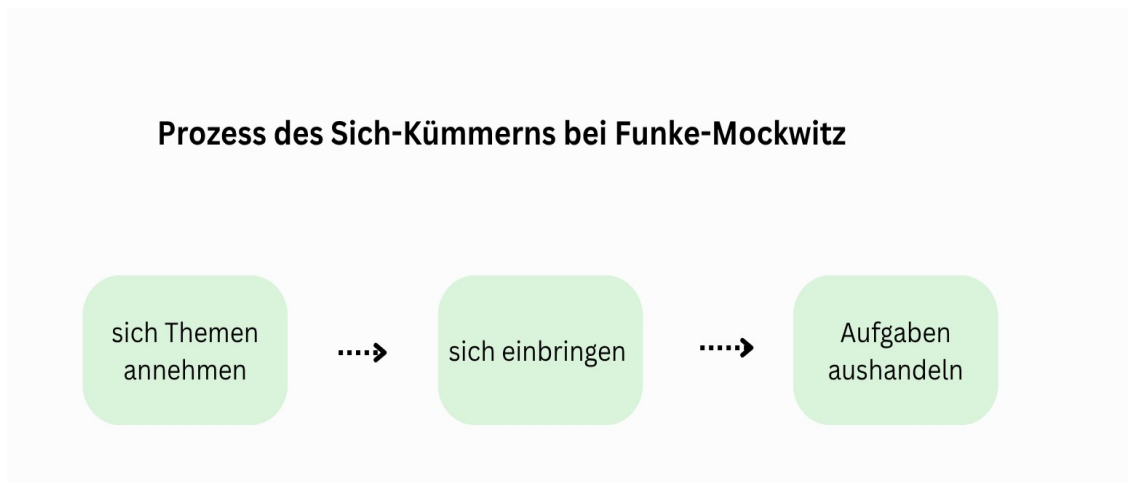 Prozess des Sich-Kümmerns bei Funke-Mockwitz
sich Themen
annehmen
sich einbringen
Aufgaben
aushandeln